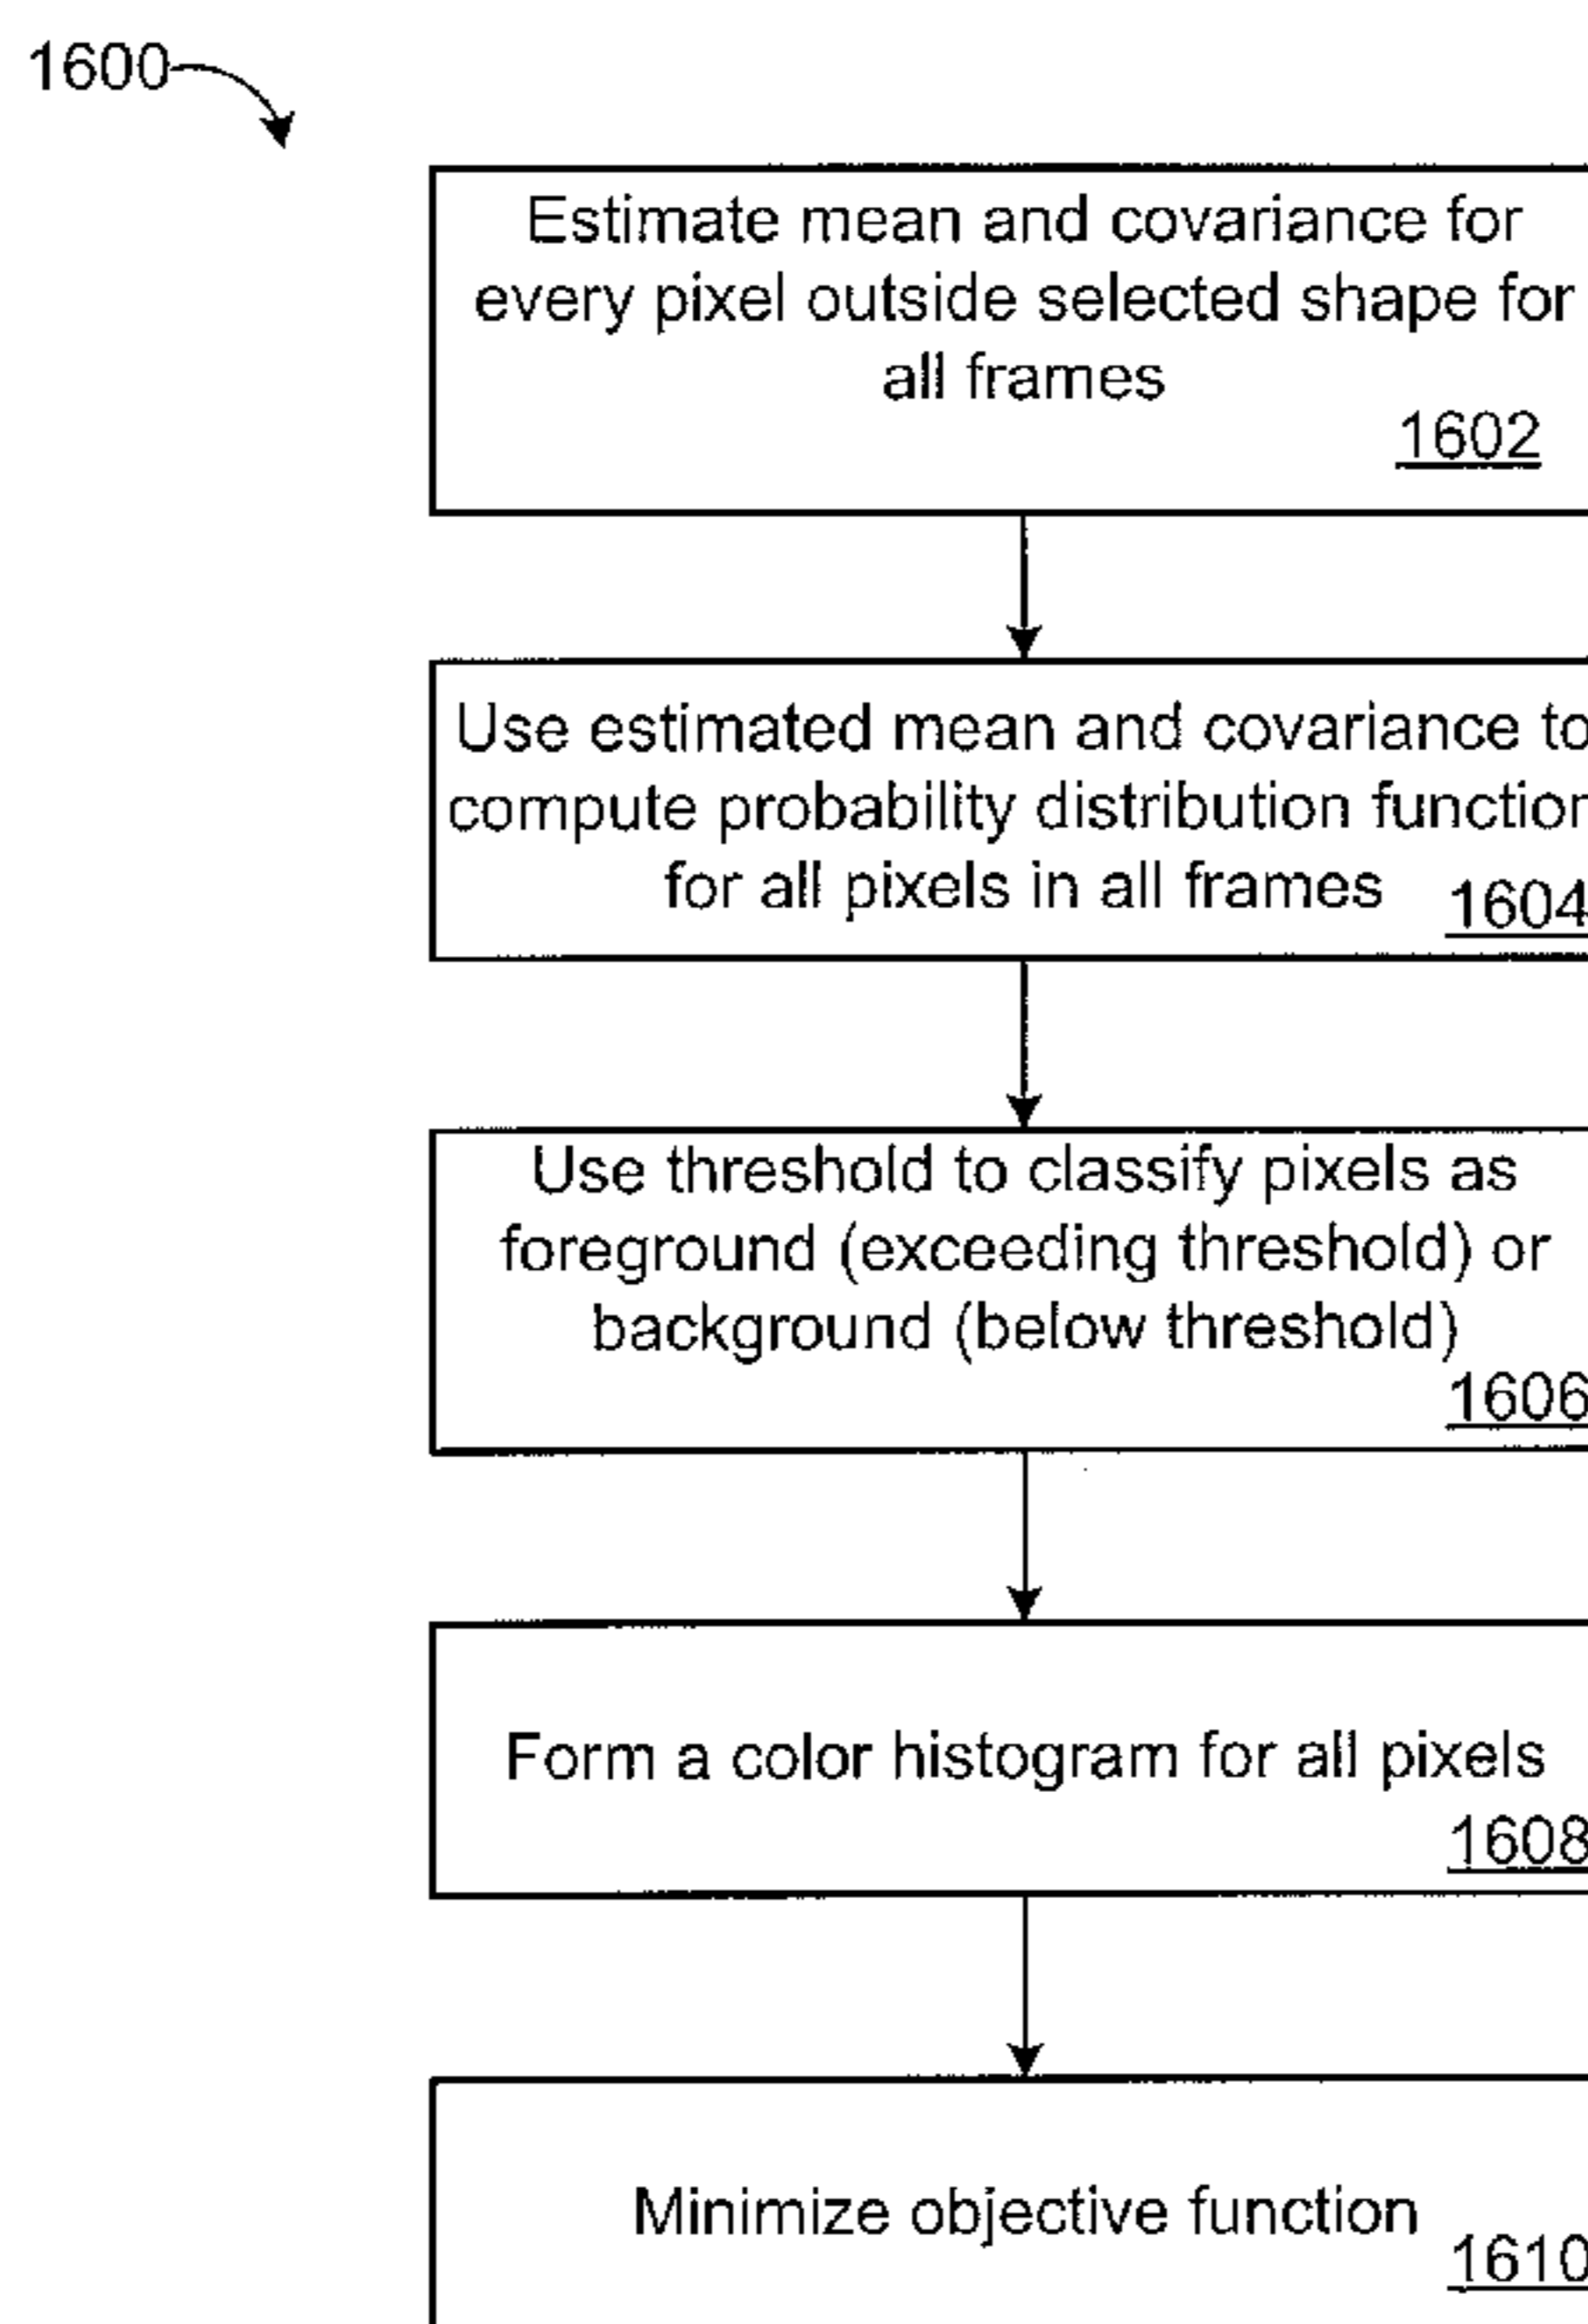 1600
Estimate mean and covariance for
every pixel outside selected shape for
all frames
1602
Use estimated mean and covariance to
compute probability distribution function
for all pixels in all frames
1604
Use threshold to classify pixels as
foreground (exceeding threshold) or
background (below threshold)
1606
Form a color histogram for all pixels
1608
Minimize objective function
1610